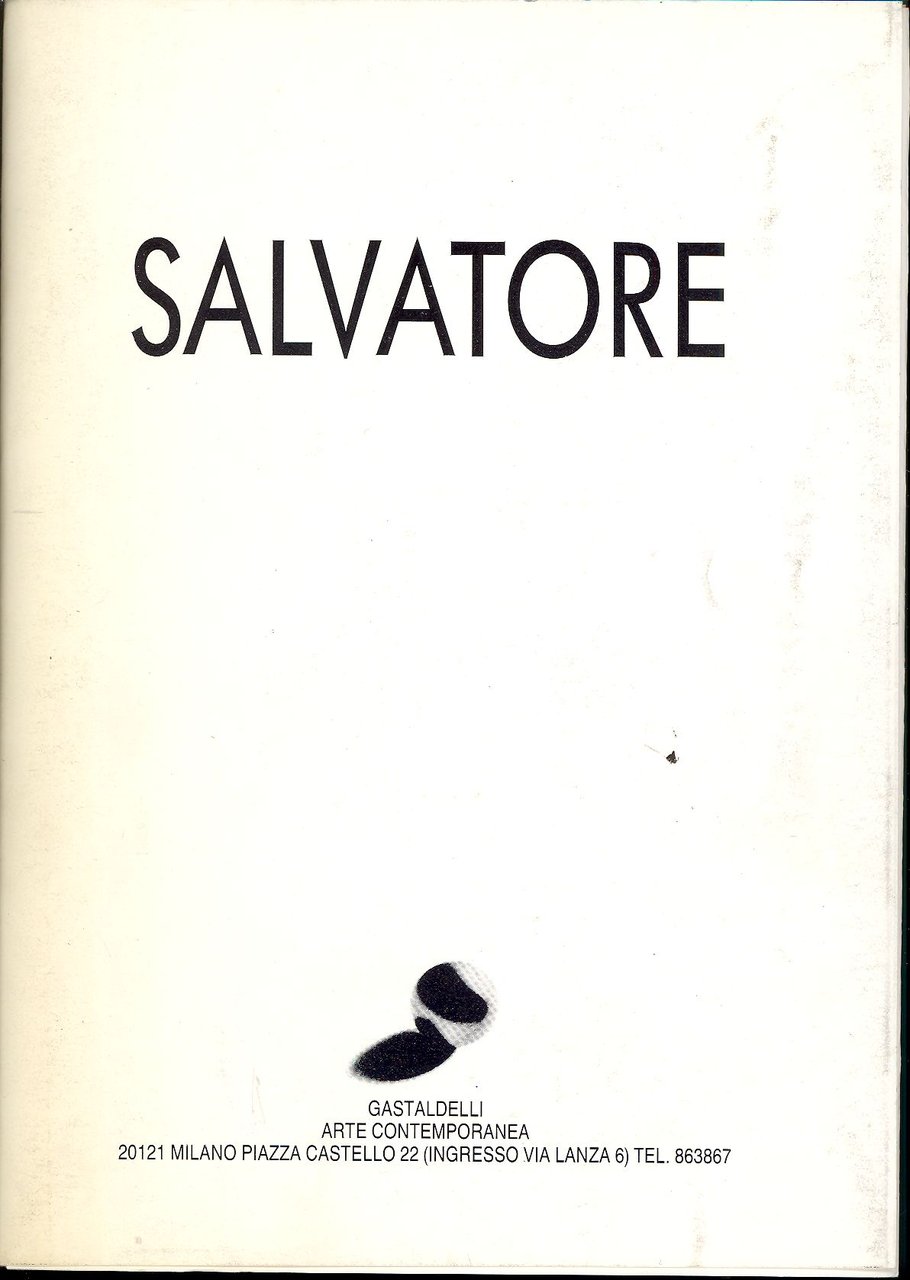 SALVATORE
GASTALDELLI
ARTE CONTEMPORANEA
20121 MILANO PIAZZA CASTELLO 22 (INGRESSO VIA LANZA 6) TEL. 863867